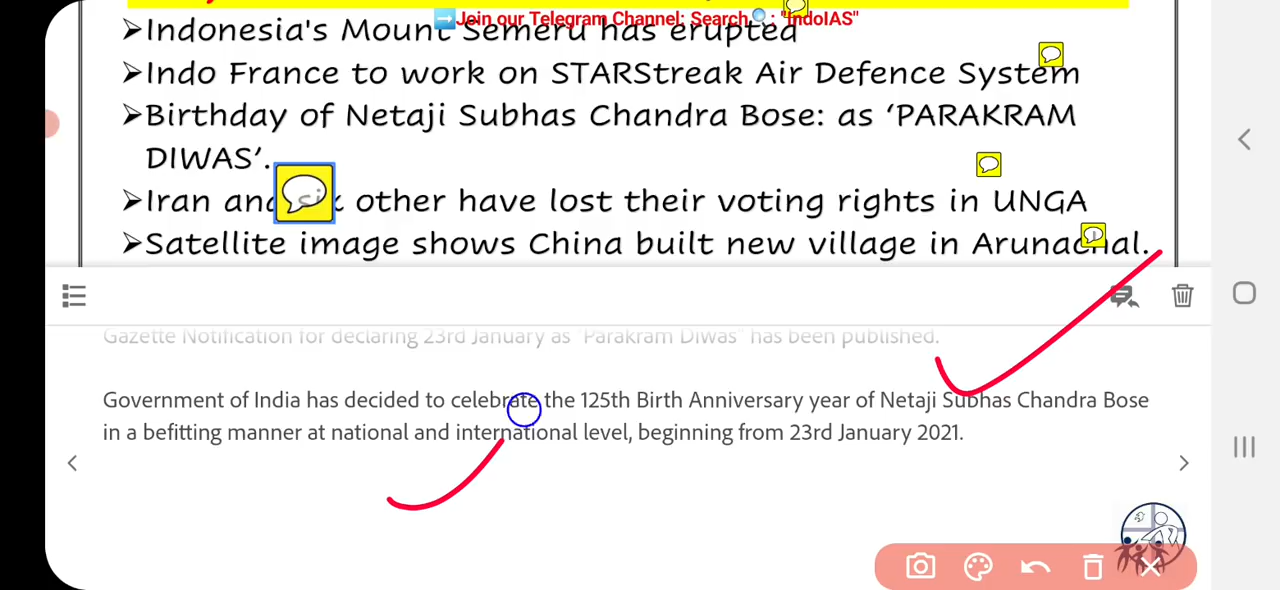 ➡Join our Telegram Channel: Search🔍: "IndoIAS"
➢Indonesia's Mount Semeru has erupted
➢Indo France to work on STARStreak Air Defence System
➢Birthday of Netaji Subhas Chandra Bose: as ‘PARAKRAM
DIWAS’.
➢Iran and six other have lost their voting rights in UNGA
➢Satellite image shows China built new village in Arunachal.
Gazette Notification for declaring 23rd January as "Parakram Diwas" has been published.
Government of India has decided to celebrate the 125th Birth Anniversary year of Netaji Subhas Chandra Bose
in a befitting manner at national and international level, beginning from 23rd January 2021.